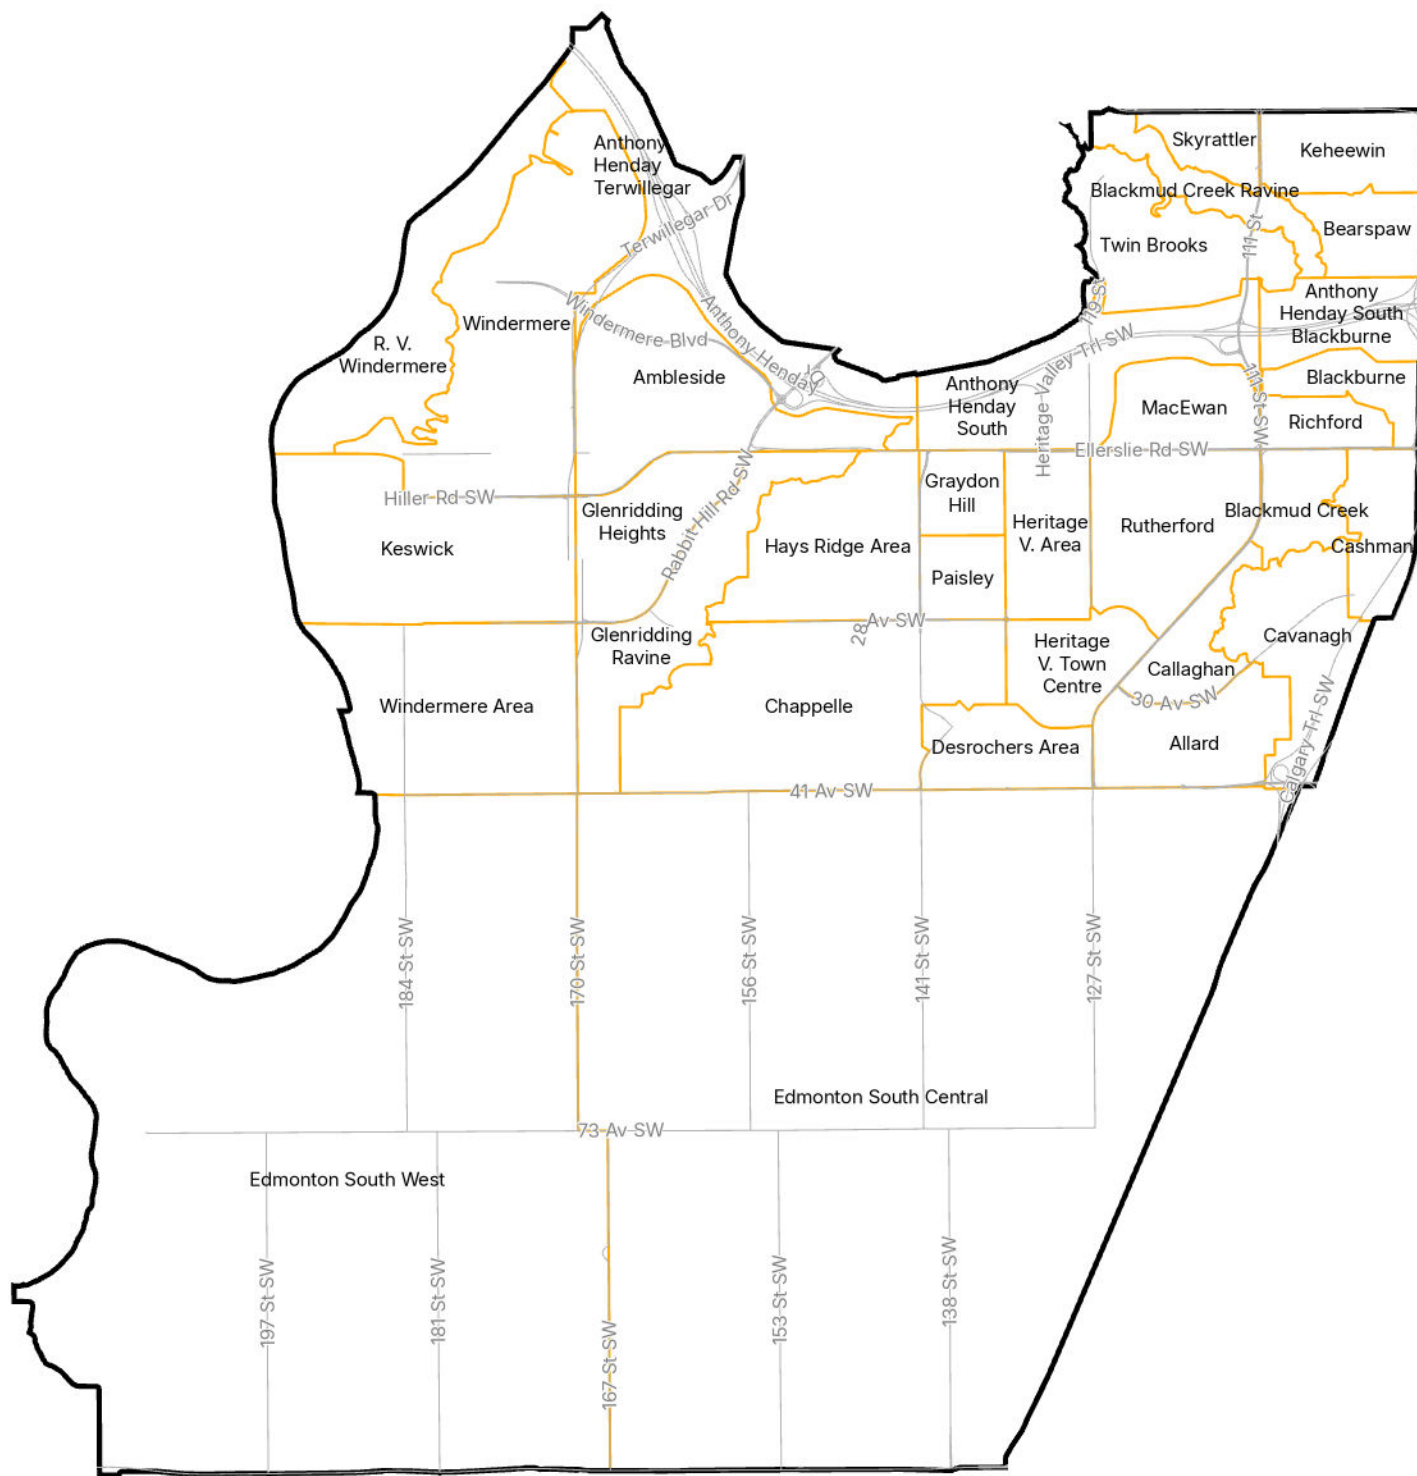 Skyrattler
Keheewin
Anthony
Henday
Terwillegar
Blackmud Creek Ravine
Terwillegar Dr
Bearspaw
Twin Brooks
111 St
Anthony
Henday South
Blackburne
119 St
Windermere
Windermere Blvd
Anthony Henday Dr
Heritage Valley Trl SW
R. V.
Windermere
Ambleside
Anthony
Henday
South
MacEwan
111 St SW
Blackburne
Richford
Ellerslie Rd SW
Hiller Rd SW
Rabbit Hill Rd SW
Graydon
Hill
Glenridding
Heights
Heritage
V. Area
Rutherford
Blackmud Creek
Keswick
Hays Ridge Area
Cashman
Paisley
28 Av SW
Glenridding
Ravine
Heritage
V. Town
Centre
Cavanagh
Callaghan
30 Av SW
Windermere Area
Chappelle
Desrochers Area
Allard
Calgary Trl SW
41 Av SW
184 St SW
170 St SW
156 St SW
141 St SW
127 St SW
Edmonton South Central
73 Av SW
Edmonton South West
197 St SW
181 St SW
167 St SW
153 St SW
138 St SW